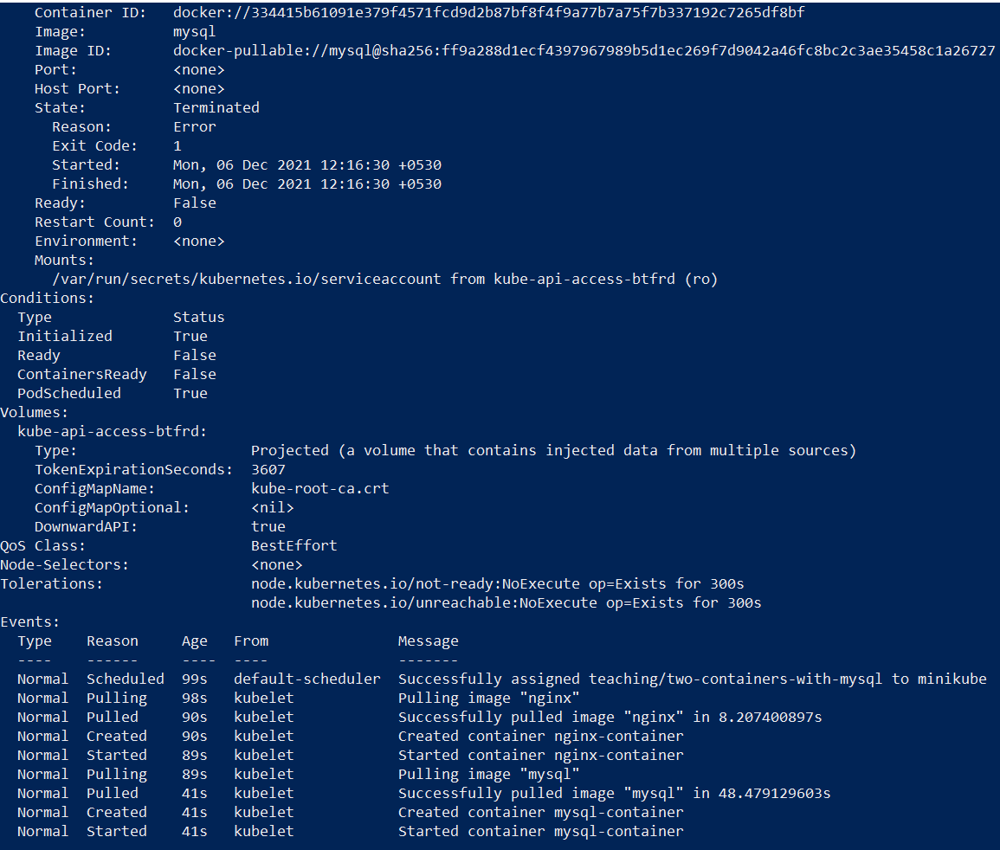 Container ID: docker://334415b61091e379f4571fcd9d2b87bf8f4f9a77b7a75f7b337192c7265df8bf
Image: mysql
Image ID: docker-pullable://mysql@sha256:ff9a288d1ecf4397967989b5d1ec269f7d9042a46fc8bc2c3ae35458c1a26727
Port: <none>
Host Port: <none>
State: Terminated
Reason: Error
Exit Code: 1
Started: Mon, 06 Dec 2021 12:16:30 +0530
Finished: Mon, 06 Dec 2021 12:16:30 +0530
Ready: False
Restart Count: 0
Environment: <none>
Mounts:
/var/run/secrets/kubernetes.io/serviceaccount from kube-api-access-btfrd (ro)
Conditions:
Type Status
Initialized True
Ready False
ContainersReady False
PodScheduled True
Volumes:
kube-api-access-btfrd:
Type: Projected (a volume that contains injected data from multiple sources)
TokenExpirationSeconds: 3607
ConfigMapName: kube-root-ca.crt
ConfigMapOptional: <nil>
DownwardAPI: true
QoS Class: BestEffort
Node-Selectors: <none>
Tolerations: node.kubernetes.io/not-ready:NoExecute op=Exists for 300s
node.kubernetes.io/unreachable:NoExecute op=Exists for 300s
Events:
Type Reason Age From Message
---- ------ ---- ---- -------
Normal Scheduled 99s default-scheduler Successfully assigned teaching/two-containers-with-mysql to minikube
Normal Pulling 98s kubelet Pulling image "nginx"
Normal Pulled 90s kubelet Successfully pulled image "nginx" in 8.207400897s
Normal Created 90s kubelet Created container nginx-container
Normal Started 89s kubelet Started container nginx-container
Normal Pulling 89s kubelet Pulling image "mysql"
Normal Pulled 41s kubelet Successfully pulled image "mysql" in 48.479129603s
Normal Created 41s kubelet Created container mysql-container
Normal Started 41s kubelet Started container mysql-container